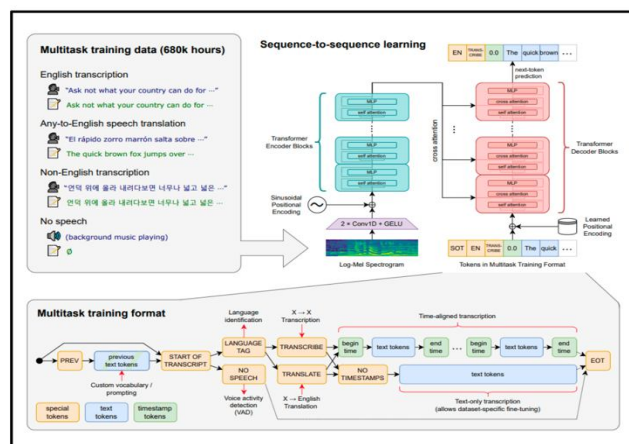 Multitask training data (680k hours)
English transcription
"Ask not what your country can do for ⋯"
Ask not what your country can do for ⋯
Any-to-English speech translation
"El rápido zorro marrón salta sobre ⋯"
The quick brown fox jumps over ⋯
Non-English transcription
"언덕 위에 올라 내려다보면 너무나 넓고 넓은 ⋯"
언덕 위에 올라 내려다보면 너무나 넓고 넓은 ⋯
No speech
(background music playing)
∅
Sequence-to-sequence learning
EN
TRANS-
CRIBE
0.0
The
quick
brown
⋯
next-token
prediction
MLP
self attention
MLP
self attention
MLP
self attention
Transformer
Encoder Blocks
cross attention
MLP
cross attention
self attention
MLP
cross attention
self attention
MLP
cross attention
self attention
Transformer
Decoder Blocks
Sinusoidal
Positional
Encoding
2 × Conv1D + GELU
Log-Mel Spectrogram
Learned
Positional
Encoding
SOT
EN
TRANS-
CRIBE
0.0
The
quick
⋯
Tokens in Multitask Training Format
Multitask training format
Language
identification
X → X
Transcription
Time-aligned transcription
PREV
previous
text tokens
START OF
TRANSCRIPT
LANGUAGE
TAG
TRANSCRIBE
begin
time
text tokens
end
time
⋯
begin
time
text tokens
end
time
EOT
NO
SPEECH
TRANSLATE
NO
TIMESTAMPS
text tokens
Custom vocabulary /
prompting
Voice activity
detection (VAD)
X → English
Translation
Text-only transcription
(allows dataset-specific fine-tuning)
special
tokens
text
tokens
timestamp
tokens